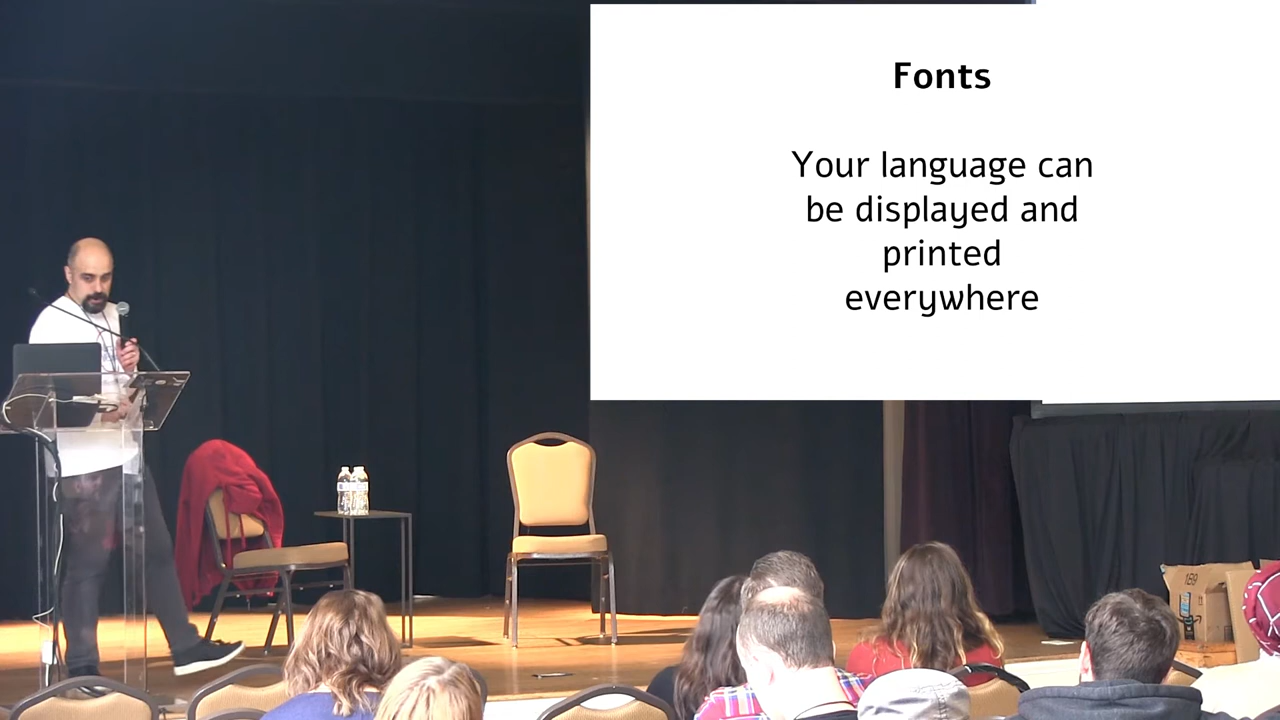 Fonts
Your language can
be displayed and
printed
everywhere